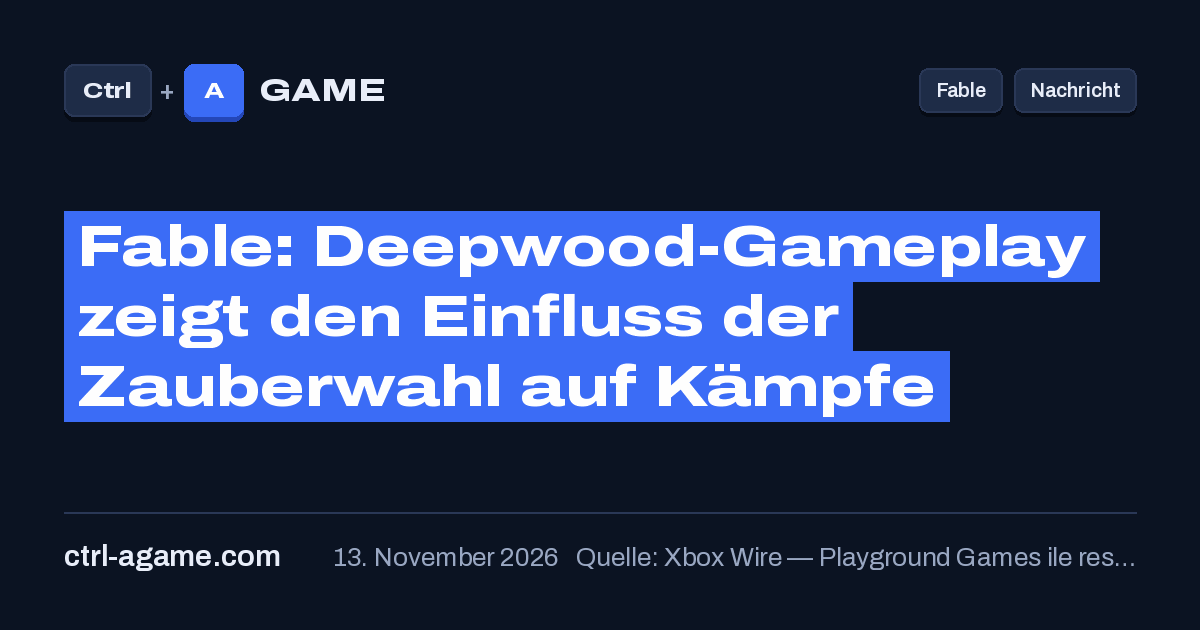 Ctrl + A GAME
Fable Nachricht
Fable: Deepwood-Gameplay
zeigt den Einfluss der
Zauberwahl auf Kämpfe
ctrl-agame.com 13. November 2026 Quelle: Xbox Wire — Playground Games ile res...